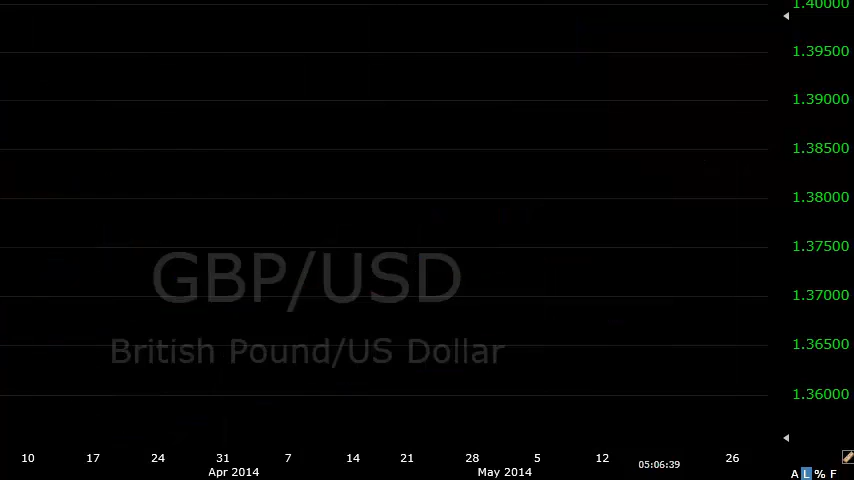 1.40000
1.39500
1.39000
1.38500
1.38000
1.37500
1.37000
1.36500
1.36000
GBP/USD
British Pound/US Dollar
10 17 24 31 7 14 21 28 5 12 05:06:39 26
Apr 2014 May 2014
A L % F